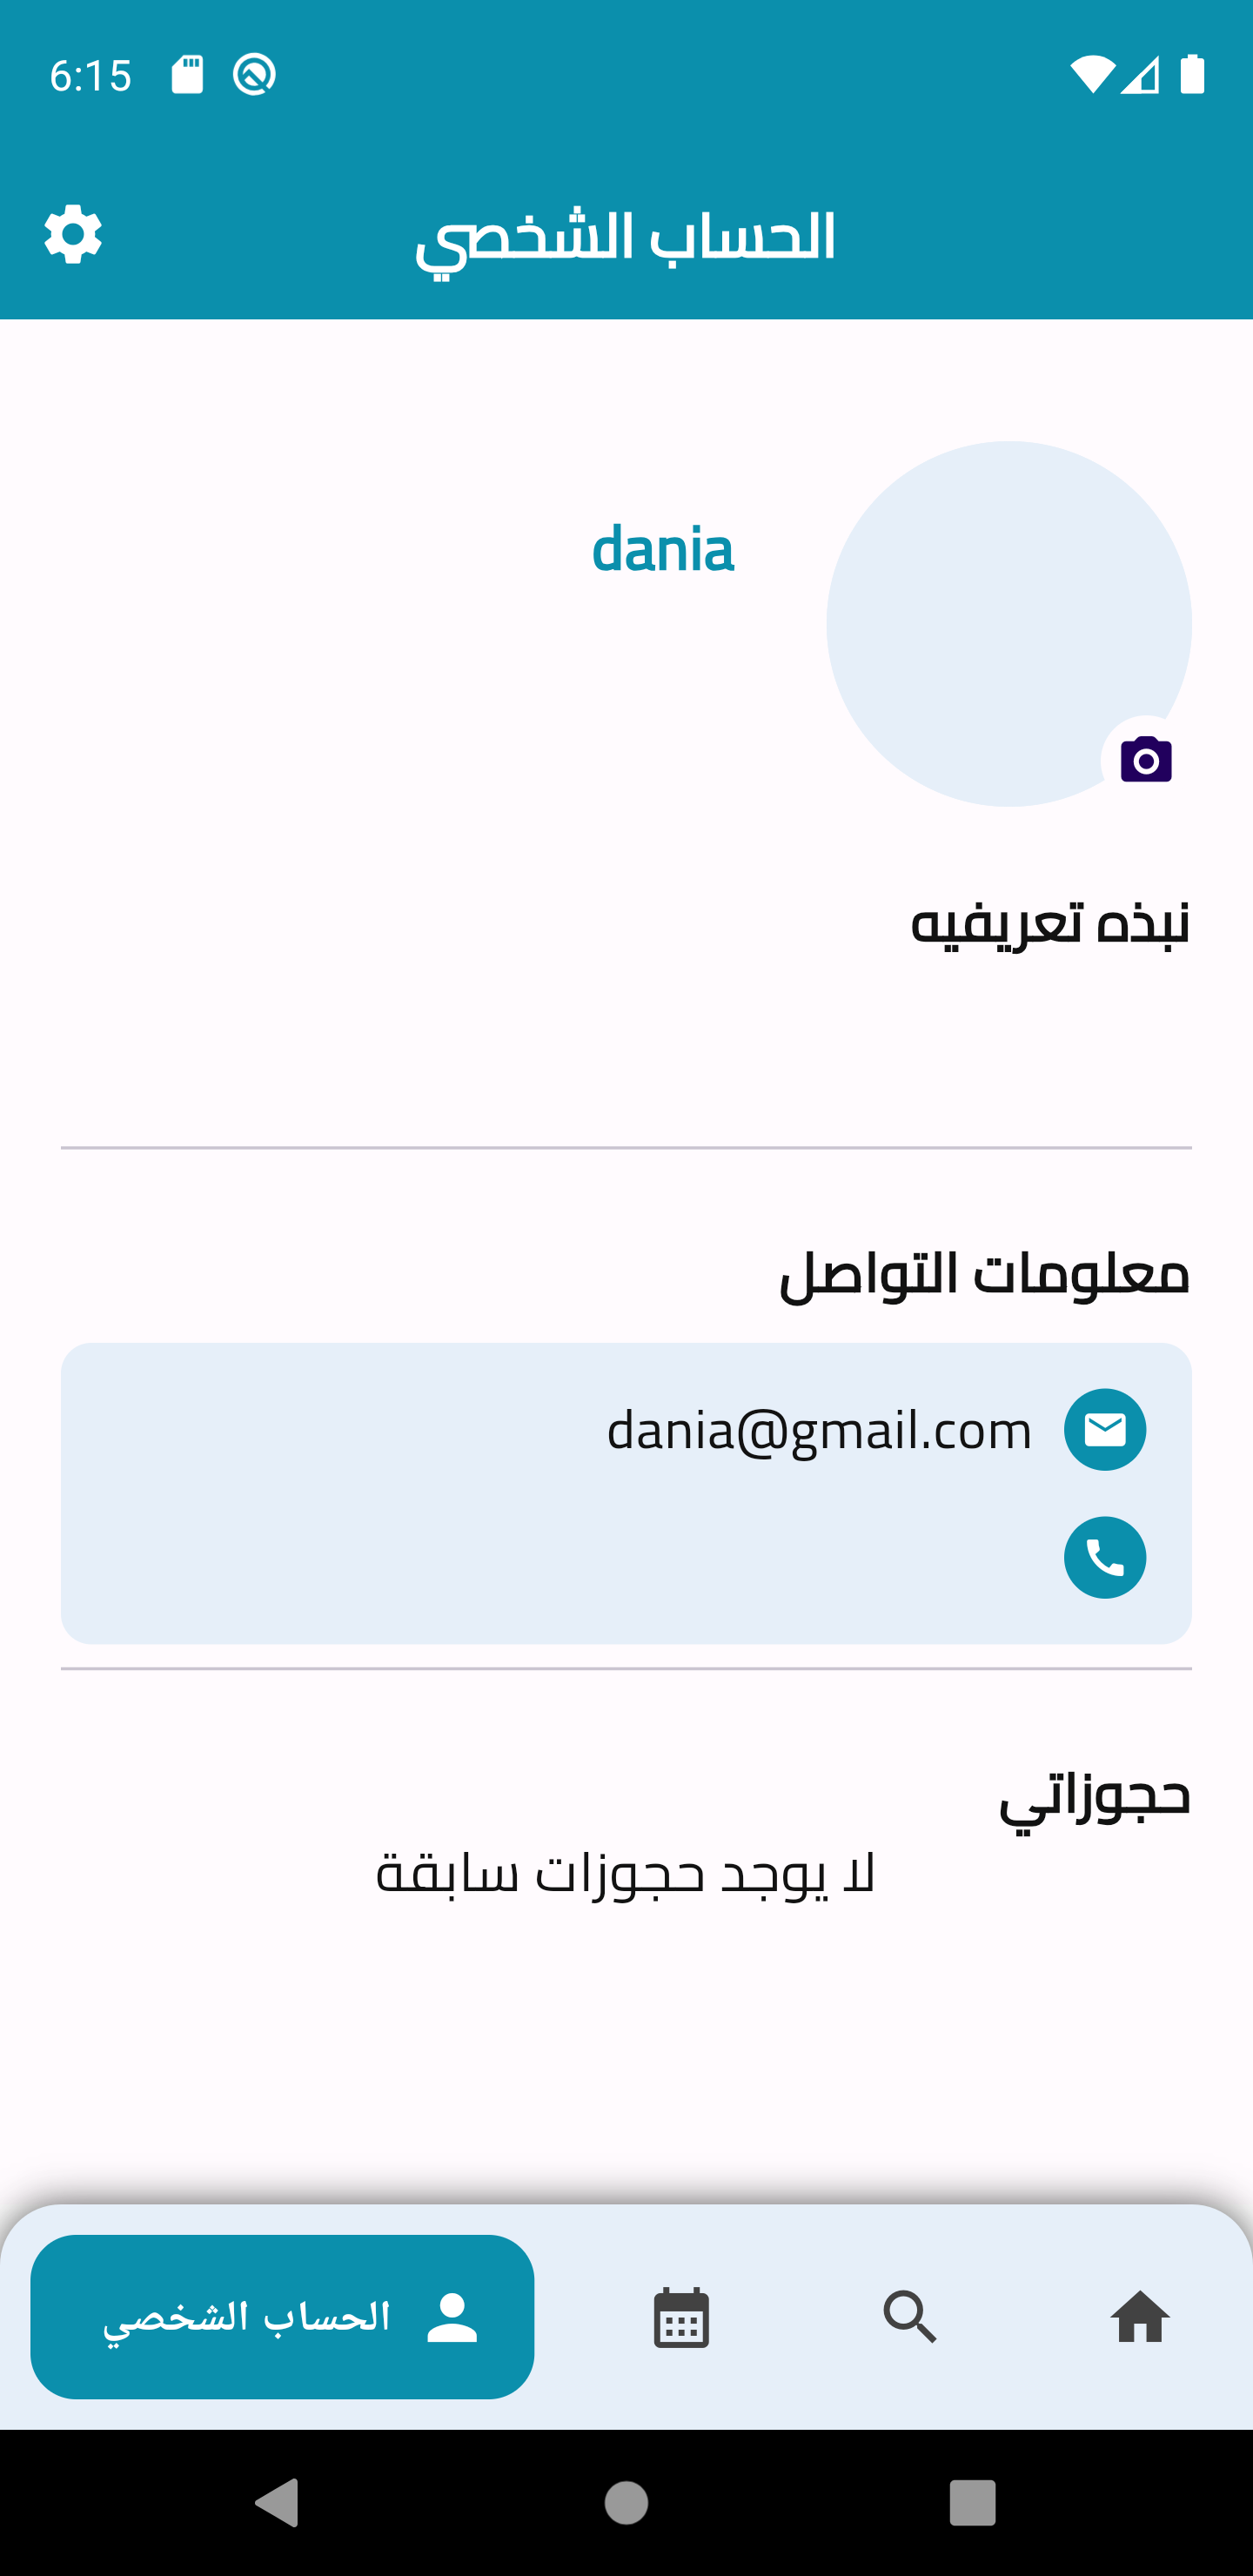 6:15
الحساب الشخصي
dania
نبذه تعريفيه
معلومات التواصل
dania@gmail.com
حجوزاتي
لا يوجد حجوزات سابقة
الحساب الشخصي